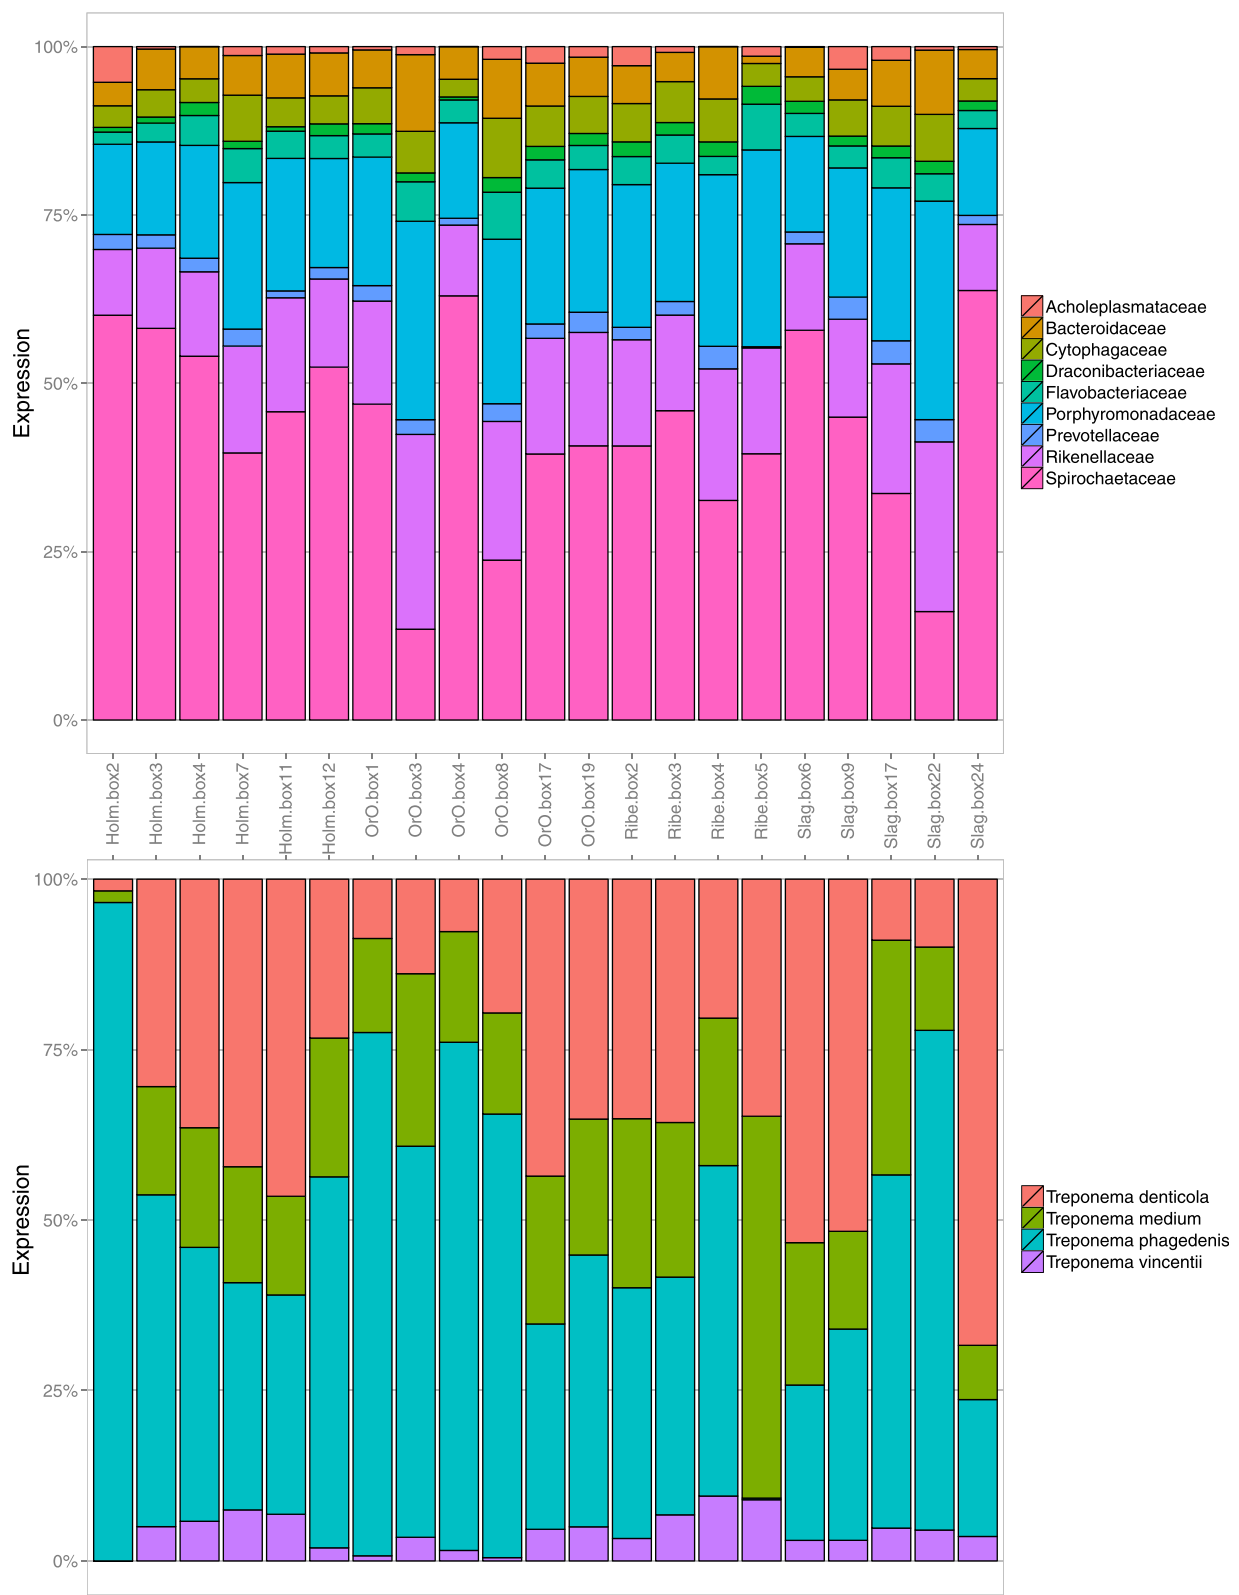 100%
75%
50%
25%
0%
Expression
Acholeplasmataceae
Bacteroidaceae
Cytophagaceae
Draconibacteriaceae
Flavobacteriaceae
Porphyromonadaceae
Prevotellaceae
Rikenellaceae
Spirochaetaceae
Holm.box2
Holm.box3
Holm.box4
Holm.box7
Holm.box11
Holm.box12
OrO.box1
OrO.box3
OrO.box4
OrO.box8
OrO.box17
OrO.box19
Ribe.box2
Ribe.box3
Ribe.box4
Ribe.box5
Slag.box6
Slag.box9
Slag.box17
Slag.box22
Slag.box24
100%
75%
50%
25%
0%
Expression
Treponema denticola
Treponema medium
Treponema phagedenis
Treponema vincentii